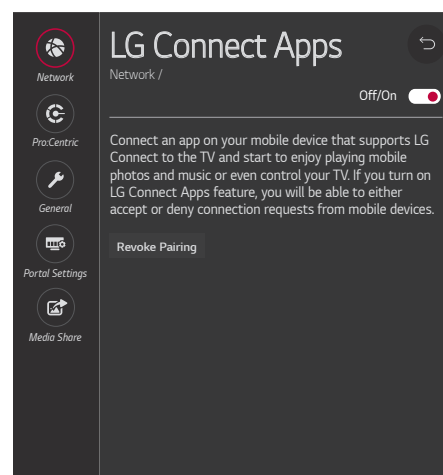 LG Connect Apps
Network /
Off/On
Connect an app on your mobile device that supports LG
Connect to the TV and start to enjoy playing mobile
photos and music or even control your TV. If you turn on
LG Connect Apps feature, you will be able to either
accept or deny connection requests from mobile devices.
Revoke Pairing
Network
Pro:Centric
General
Portal Settings
Media Share